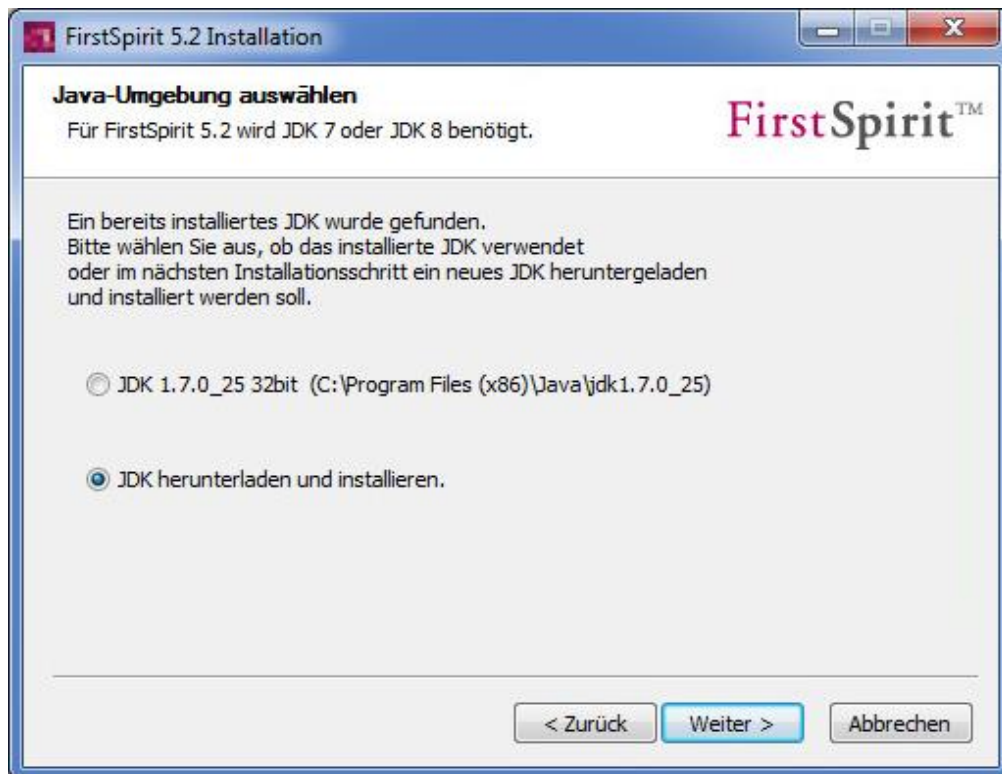 FirstSpirit 5.2 Installation
Java-Umgebung auswählen
Für FirstSpirit 5.2 wird JDK 7 oder JDK 8 benötigt.
FirstSpirit™
Ein bereits installiertes JDK wurde gefunden.
Bitte wählen Sie aus, ob das installierte JDK verwendet
oder im nächsten Installationsschritt ein neues JDK heruntergeladen
und installiert werden soll.
JDK 1.7.0_25 32bit (C:\Program Files (x86)\Java\jdk1.7.0_25)
JDK herunterladen und installieren.
< Zurück
Weiter >
Abbrechen